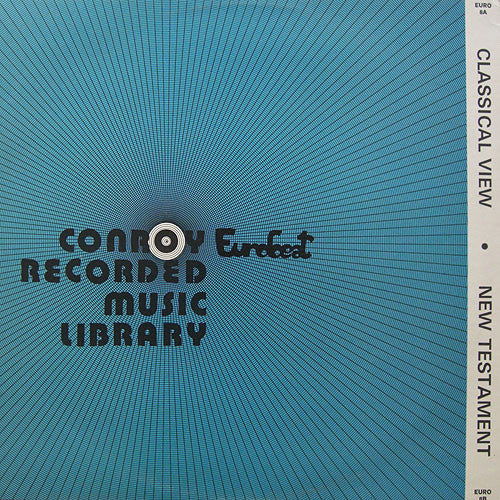 CONROY Eurobeat
RECORDED
MUSIC
LIBRARY
EURO
8A
CLASSICAL VIEW • NEW TESTAMENT
EURO
8B